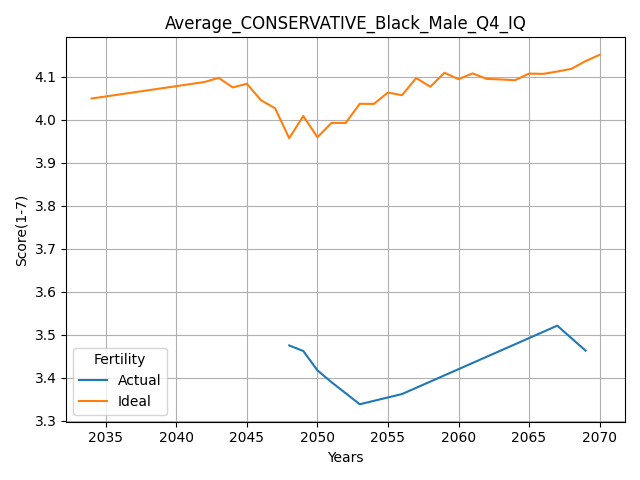 Average_CONSERVATIVE_Black_Male_Q4_IQ
Score(1-7)
4.1
4.0
3.9
3.8
3.7
3.6
3.5
3.4
3.3
Fertility
Actual
Ideal
2035 2040 2045 2050 2055 2060 2065 2070
Years